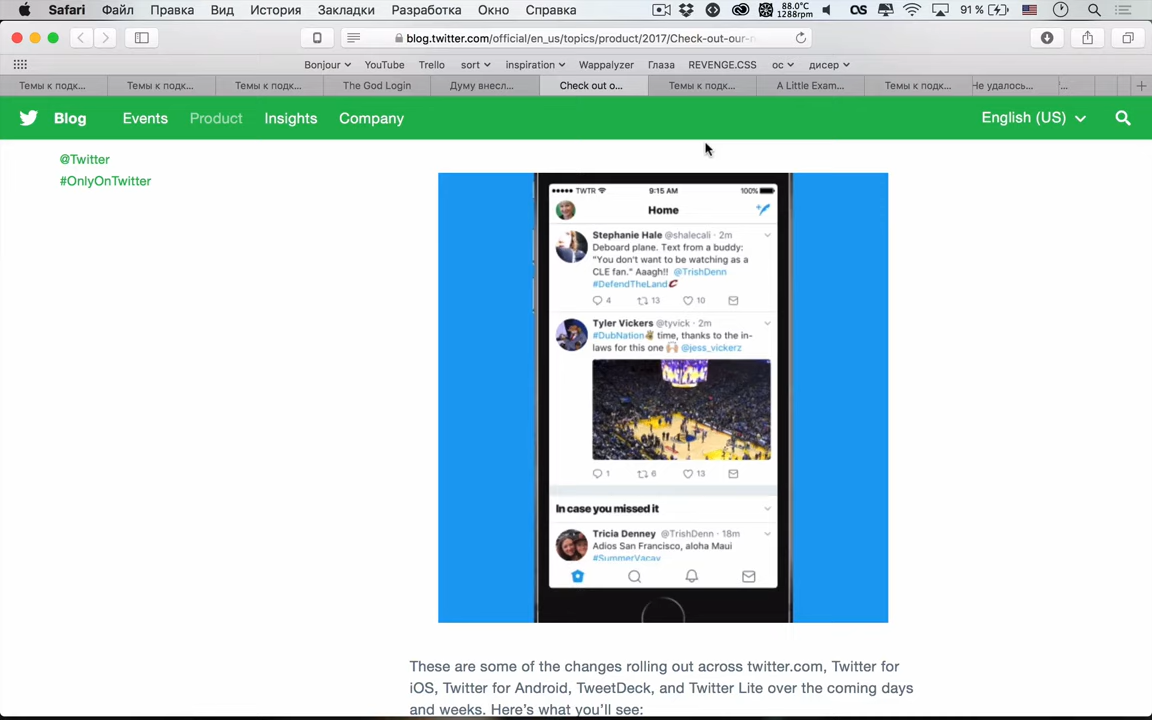 Safari Файл Правка Вид История Закладки Разработка Окно Справка 88.0°C 1288rpm OS 91 %
blog.twitter.com/official/en_us/topics/product/2017/Check-out-our-n
Bonjour YouTube Trello sort inspiration Wappalyzer Глаза REVENGE.CSS ос дисер
Темы к подк... Темы к подк... Темы к подк... The God Login Думу внесл... Check out o... Темы к подк... A Little Exam... Темы к подк... Не удалось...
Blog Events Product Insights Company English (US)
@Twitter
#OnlyOnTwitter
TWTR 9:15 AM 100%
Home
Stephanie Hale @shalecali · 2m
Deboard plane. Text from a buddy:
"You don't want to be watching as a
CLE fan." Aaagh!! @TrishDenn
#DefendTheLand
4 13 10
Tyler Vickers @tyvick · 2m
#DubNation time, thanks to the in-
laws for this one @jess_vickerz
1 6 13
In case you missed it
Tricia Denney @TrishDenn · 18m
Adios San Francisco, aloha Maui
#SummerVacay
These are some of the changes rolling out across twitter.com, Twitter for
iOS, Twitter for Android, TweetDeck, and Twitter Lite over the coming days
and weeks. Here's what you'll see: